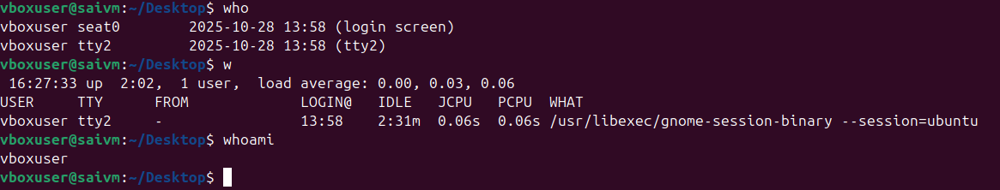 vboxuser@saivm:~/Desktop$ who
vboxuser seat0        2025-10-28 13:58 (login screen)
vboxuser tty2         2025-10-28 13:58 (tty2)
vboxuser@saivm:~/Desktop$ w
 16:27:33 up  2:02,  1 user,  load average: 0.00, 0.03, 0.06
USER     TTY      FROM             LOGIN@   IDLE   JCPU   PCPU  WHAT
vboxuser tty2     -                13:58    2:31m  0.06s  0.06s /usr/libexec/gnome-session-binary --session=ubuntu
vboxuser@saivm:~/Desktop$ whoami
vboxuser
vboxuser@saivm:~/Desktop$